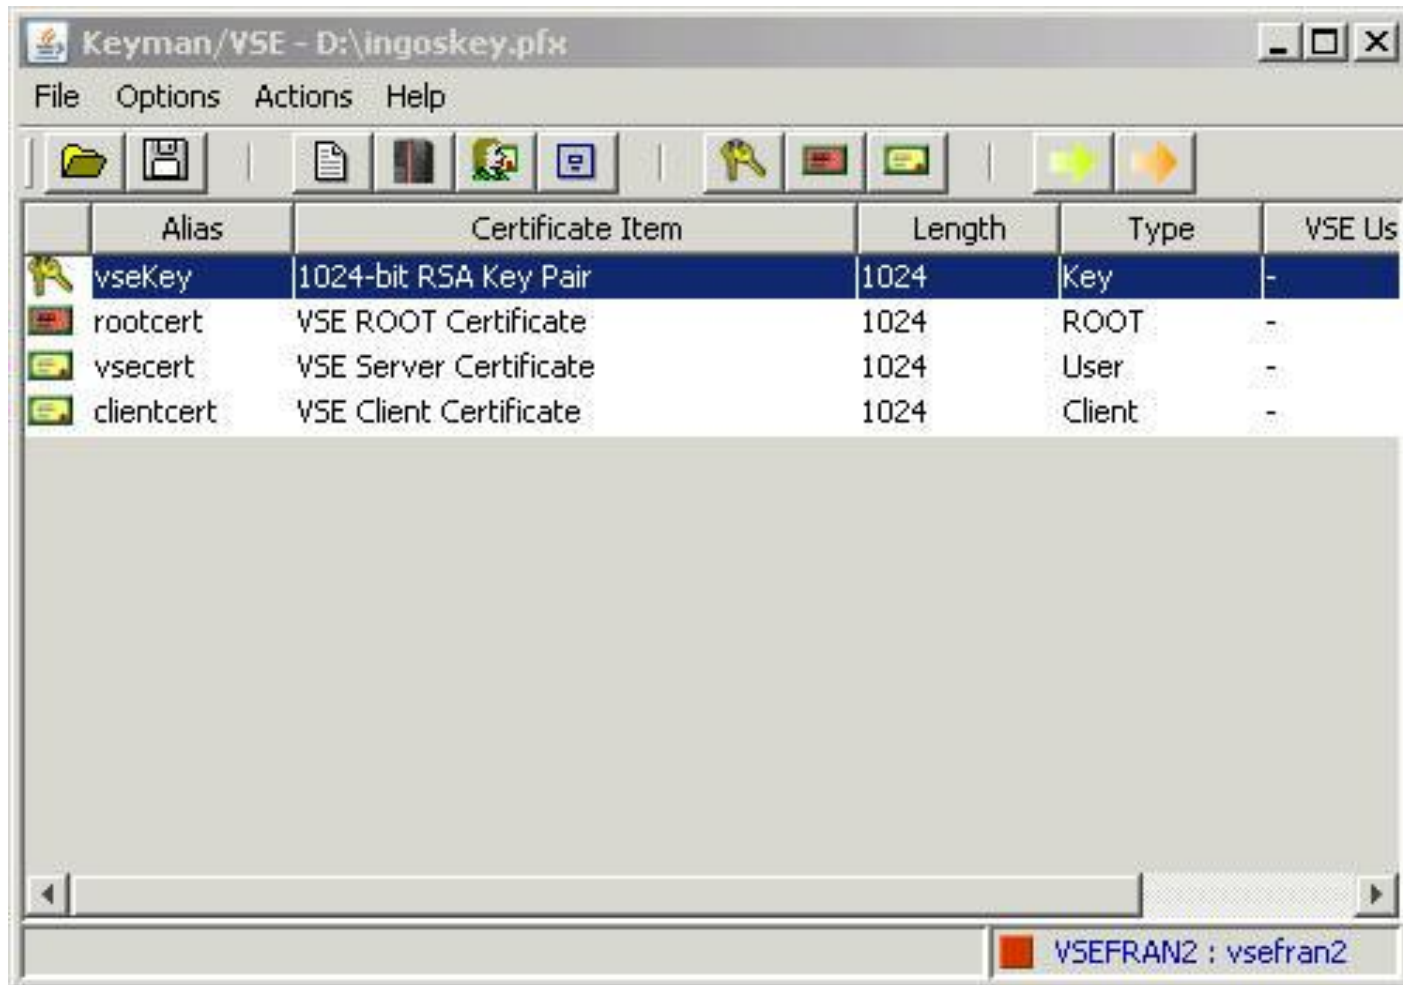 Keyman/VSE - D:\ingoskey.pfx
File Options Actions Help
Alias Certificate Item Length Type VSE Us
vseKey 1024-bit RSA Key Pair 1024 Key -
rootcert VSE ROOT Certificate 1024 ROOT -
vsecert VSE Server Certificate 1024 User -
clientcert VSE Client Certificate 1024 Client -
VSEFRAN2 : vsefran2